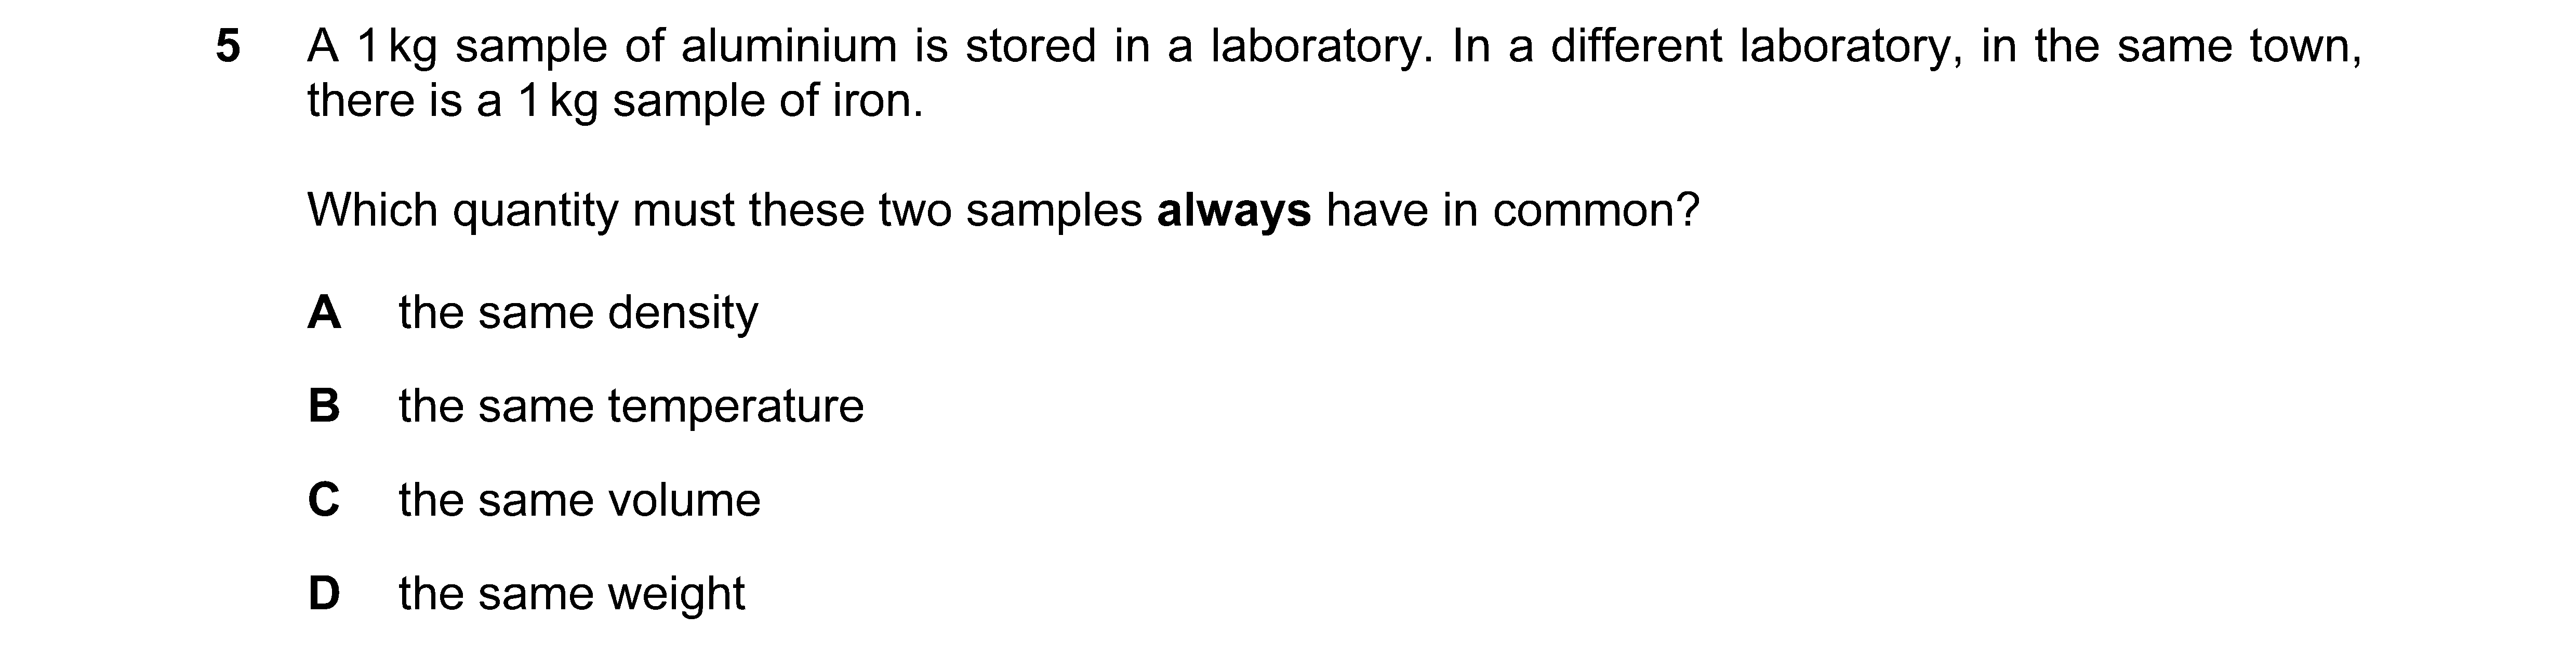 5 A 1 kg sample of aluminium is stored in a laboratory. In a different laboratory, in the same town,
there is a 1 kg sample of iron.
Which quantity must these two samples always have in common?
A the same density
B the same temperature
C the same volume
D the same weight